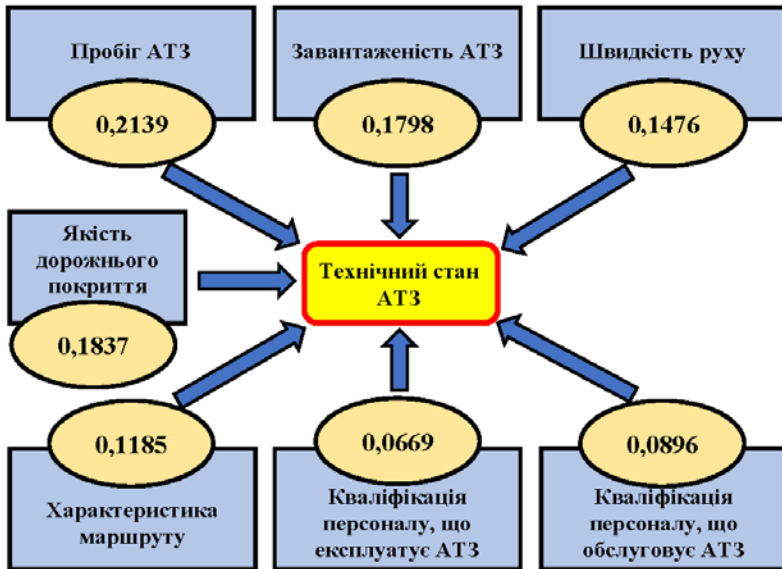 Пробіг АТЗ
0,2139
Завантаженість АТЗ
0,1798
Швидкість руху
0,1476
Якість
дорожнього
покриття
0,1837
Технічний стан
АТЗ
0,1185
Характеристика
маршруту
0,0669
Кваліфікація
персоналу, що
експлуатує АТЗ
0,0896
Кваліфікація
персоналу, що
обслуговує АТЗ